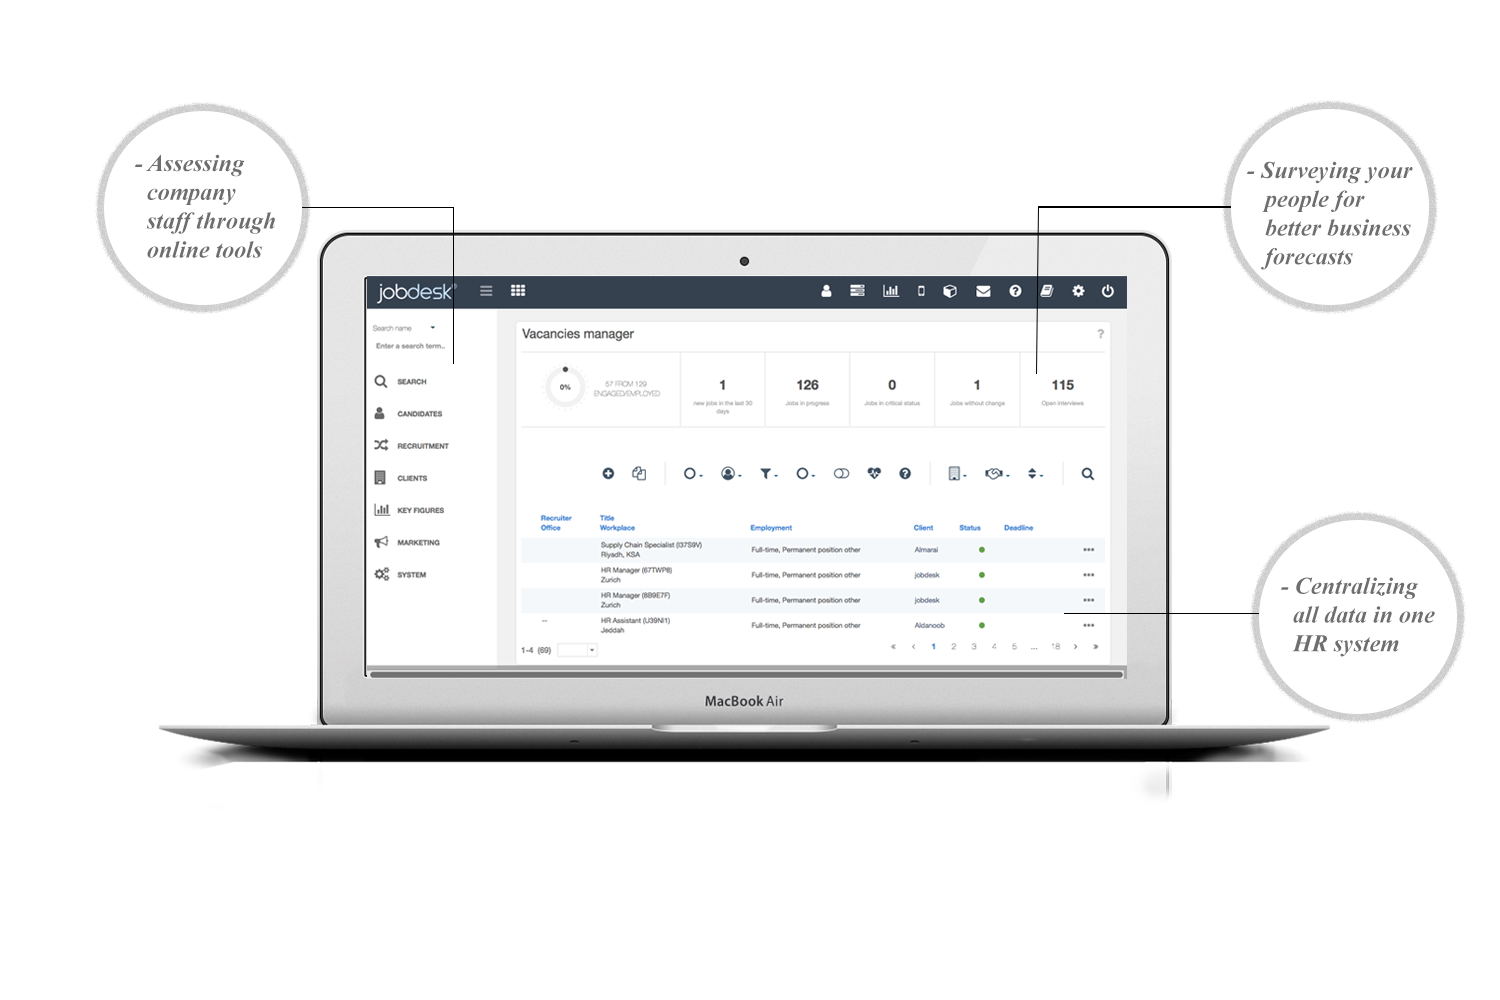 - Assessing
company
staff through
online tools
- Surveying your
people for
better business
forecasts
jobdesk®
Search name
Enter a search term..
SEARCH
CANDIDATES
RECRUITMENT
CLIENTS
KEY FIGURES
MARKETING
SYSTEM
Vacancies manager
?
0%
57 FROM 129
ENGAGED/EMPLOYED
1
new jobs in the last 30
days
126
Jobs in progress
0
Jobs in critical status
1
Jobs without change
115
Open interviews
Recruiter
Office
Title
Workplace
Employment
Client
Status
Deadline
Supply Chain Specialist (I37S9V)
Riyadh, KSA
Full-time, Permanent position other
Almarai
HR Manager (67TWP8)
Zurich
Full-time, Permanent position other
jobdesk
HR Manager (8B9E7F)
Zurich
Full-time, Permanent position other
jobdesk
--
HR Assistant (U39NI1)
Jeddah
Full-time, Permanent position other
Aldanoob
1-4 (69)
« ‹ 1 2 3 4 5 ... 18 › »
- Centralizing
all data in one
HR system
MacBook Air